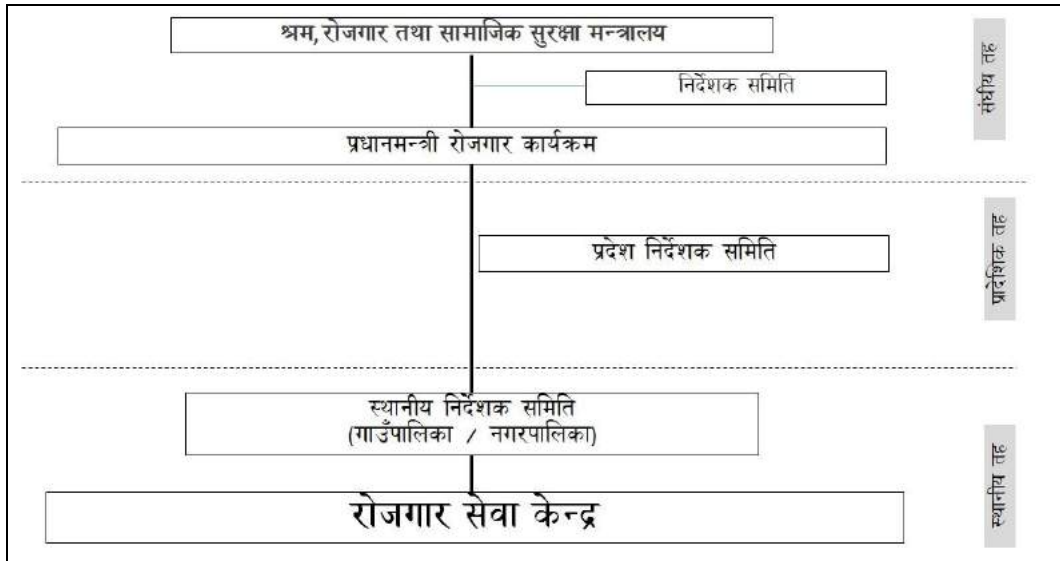 श्रम, रोजगार तथा सामाजिक सुरक्षा मन्त्रालय
निर्देशक समिति
प्रधानमन्त्री रोजगार कार्यक्रम
संघीय तह
प्रदेश निर्देशक समिति
प्रादेशिक तह
स्थानीय निर्देशक समिति
(गाउँपालिका / नगरपालिका)
रोजगार सेवा केन्द्र
स्थानीय तह